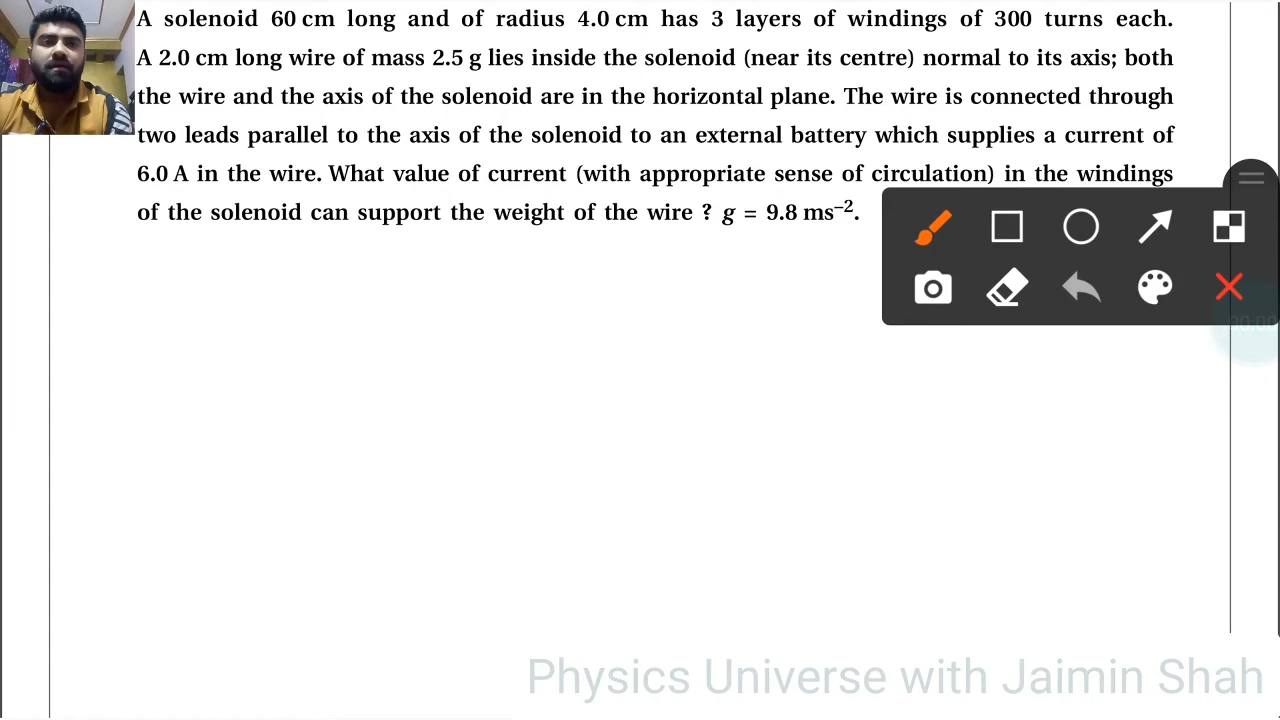 A solenoid 60 cm long and of radius 4.0 cm has 3 layers of windings of 300 turns each.
A 2.0 cm long wire of mass 2.5 g lies inside the solenoid (near its centre) normal to its axis; both
the wire and the axis of the solenoid are in the horizontal plane. The wire is connected through
two leads parallel to the axis of the solenoid to an external battery which supplies a current of
6.0 A in the wire. What value of current (with appropriate sense of circulation) in the windings
of the solenoid can support the weight of the wire ? g = 9.8 ms⁻².
Physics Universe with Jaimin Shah